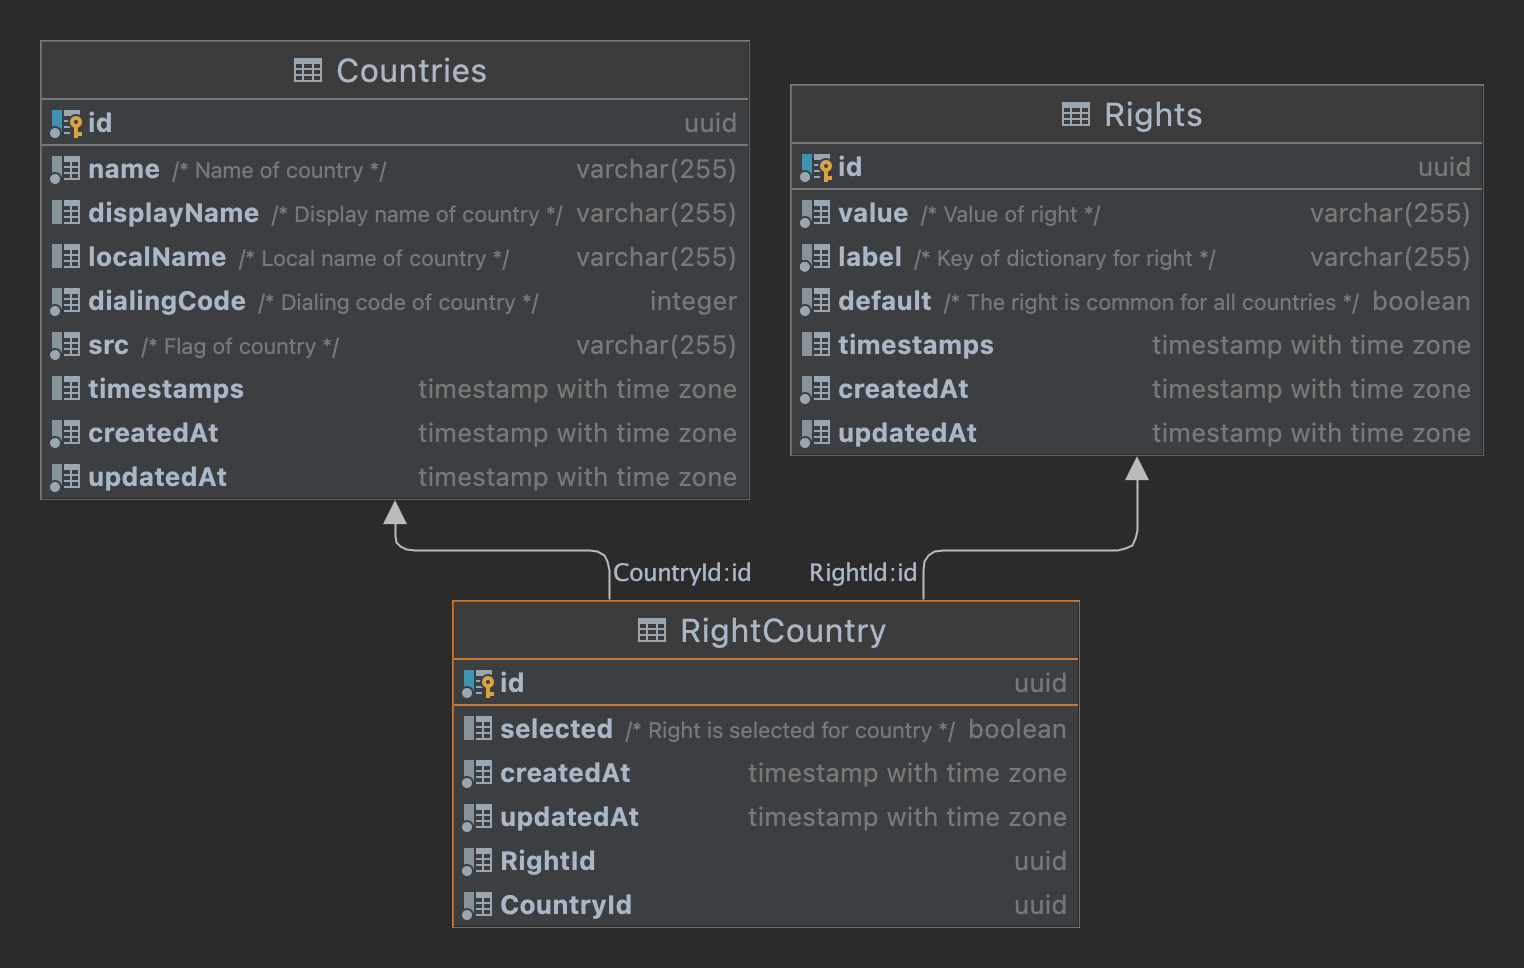 Countries
id uuid
name /* Name of country */ varchar(255)
displayName /* Display name of country */ varchar(255)
localName /* Local name of country */ varchar(255)
dialingCode /* Dialing code of country */ integer
src /* Flag of country */ varchar(255)
timestamps timestamp with time zone
createdAt timestamp with time zone
updatedAt timestamp with time zone
Rights
id uuid
value /* Value of right */ varchar(255)
label /* Key of dictionary for right */ varchar(255)
default /* The right is common for all countries */ boolean
timestamps timestamp with time zone
createdAt timestamp with time zone
updatedAt timestamp with time zone
CountryId:id
RightId:id
RightCountry
id uuid
selected /* Right is selected for country */ boolean
createdAt timestamp with time zone
updatedAt timestamp with time zone
RightId uuid
CountryId uuid